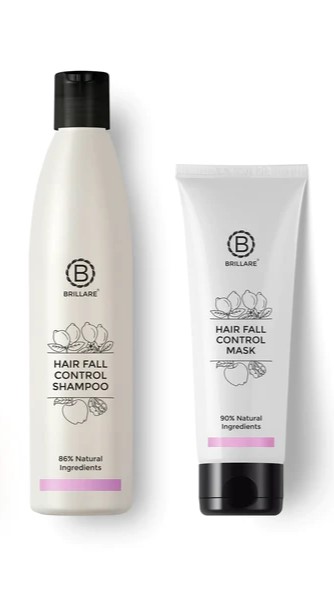 B
BRILLARE
HAIR FALL
CONTROL
SHAMPOO
86% Natural
Ingredients
B
BRILLARE
HAIR FALL
CONTROL
MASK
90% Natural
Ingredients